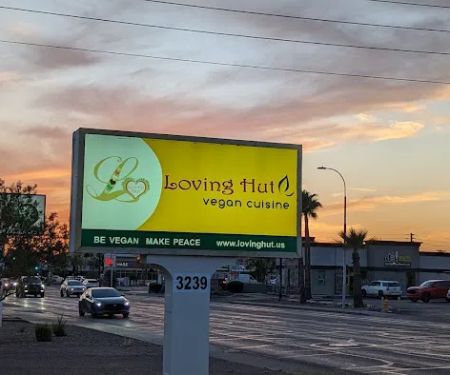 Loving Hut
vegan cuisine
BE VEGAN MAKE PEACE www.lovinghut.us
3239